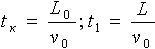 t_к = L_0 / v_0 ; t_1 = L / v_0